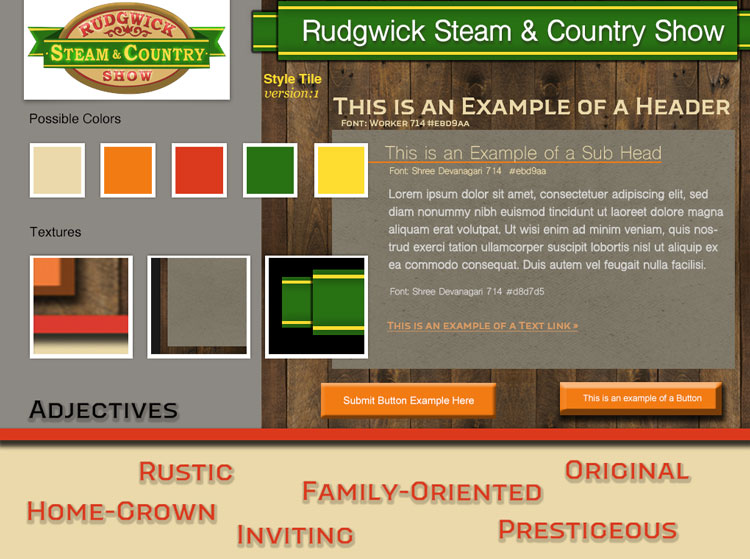 RUDGWICK
STEAM & COUNTRY
SHOW
Rudgwick Steam & Country Show
Style Tile
version:1
Possible Colors
Textures
Adjectives
This is an Example of a Header
Font: Worker 714 #ebd9aa
This is an Example of a Sub Head
Font: Shree Devanagari 714 #ebd9aa
Lorem ipsum dolor sit amet, consectetuer adipiscing elit, sed
diam nonummy nibh euismod tincidunt ut laoreet dolore magna
aliquam erat volutpat. Ut wisi enim ad minim veniam, quis nos-
trud exerci tation ullamcorper suscipit lobortis nisl ut aliquip ex
ea commodo consequat. Duis autem vel feugait nulla facilisi.
Font: Shree Devanagari 714 #d8d7d5
This is an example of a Text link »
Submit Button Example Here
This is an example of a Button
Rustic
Family-Oriented
Original
Home-Grown
Inviting
Prestigeous